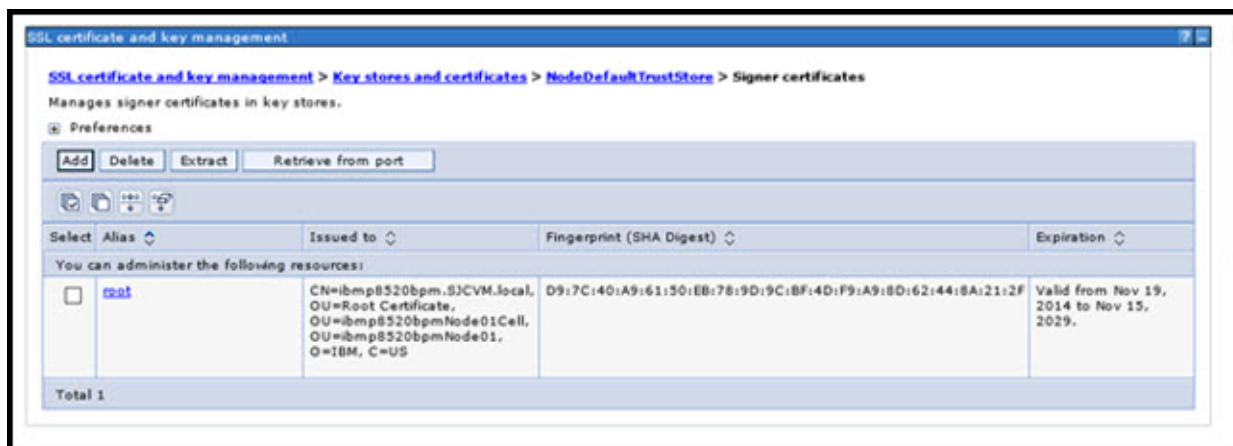 SSL certificate and key management
SSL certificate and key management > Key stores and certificates > NodeDefaultTrustStore > Signer certificates
Manages signer certificates in key stores.
Preferences
Add Delete Extract Retrieve from port
Select Alias Issued to Fingerprint (SHA Digest) Expiration
You can administer the following resources:
root
CN=ibmp8520bpm.SJCVM.local,
OU=Root Certificate,
OU=ibmp8520bpmNode01Cell,
OU=ibmp8520bpmNode01,
O=IBM, C=US
D9:7C:40:A9:61:50:EB:78:9D:9C:BF:4D:F9:A9:8D:62:44:8A:21:2F
Valid from Nov 19,
2014 to Nov 15,
2029.
Total 1